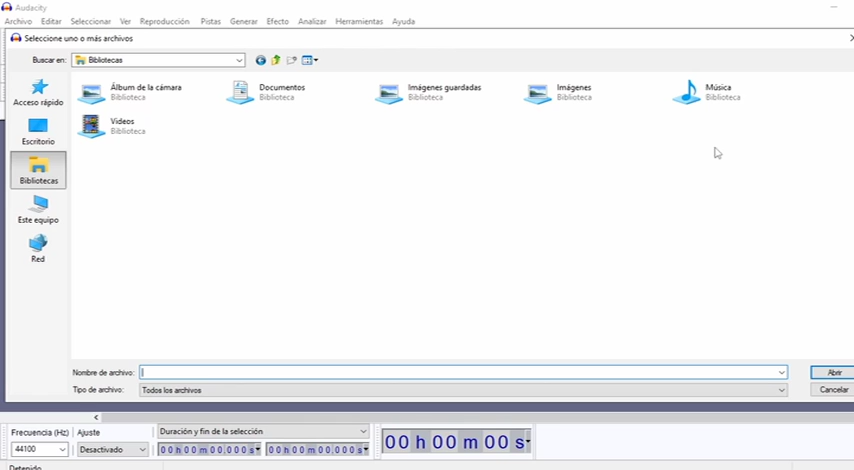 Audacity
Archivo Editar Seleccionar Ver Reproducción Pistas Generar Efecto Analizar Herramientas Ayuda
Seleccione uno o más archivos
Buscar en: Bibliotecas
Acceso rápido
Escritorio
Bibliotecas
Este equipo
Red
Álbum de la cámara
Biblioteca
Documentos
Biblioteca
Imágenes guardadas
Biblioteca
Imágenes
Biblioteca
Música
Biblioteca
Videos
Biblioteca
Nombre de archivo:
Abrir
Tipo de archivo: Todos los archivos
Cancelar
Frecuencia (Hz) Ajuste Duración y fin de la selección
44100 Desactivado 00 h 00 m 00.000 s 00 h 00 m 00.000 s
00 h 00 m 00 s
Detenido